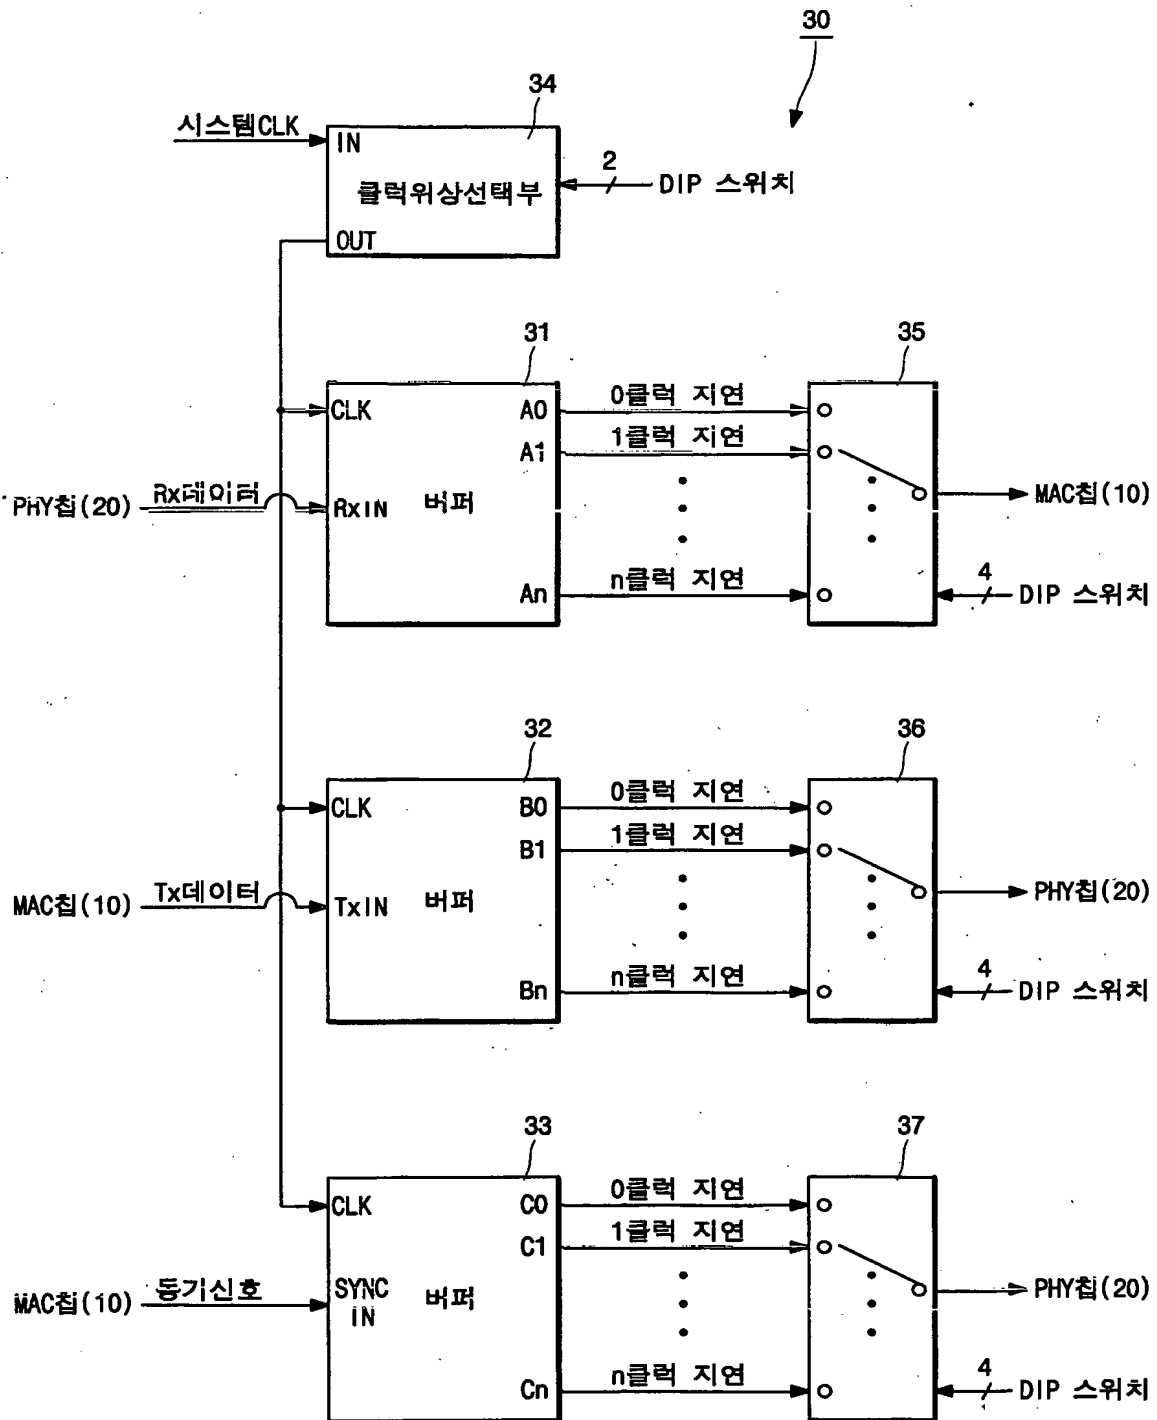 30
34
시스템CLK
IN
클럭위상선택부
OUT
2
DIP 스위치
31
35
CLK
A0
0클럭 지연
A1
1클럭 지연
PHY칩(20)
Rx데이터
RxIN
버퍼
MAC칩(10)
An
n클럭 지연
4
DIP 스위치
32
36
CLK
B0
0클럭 지연
B1
1클럭 지연
MAC칩(10)
Tx데이터
TxIN
버퍼
PHY칩(20)
Bn
n클럭 지연
4
DIP 스위치
33
37
CLK
C0
0클럭 지연
C1
1클럭 지연
MAC칩(10)
동기신호
SYNC
IN
버퍼
PHY칩(20)
Cn
n클럭 지연
4
DIP 스위치